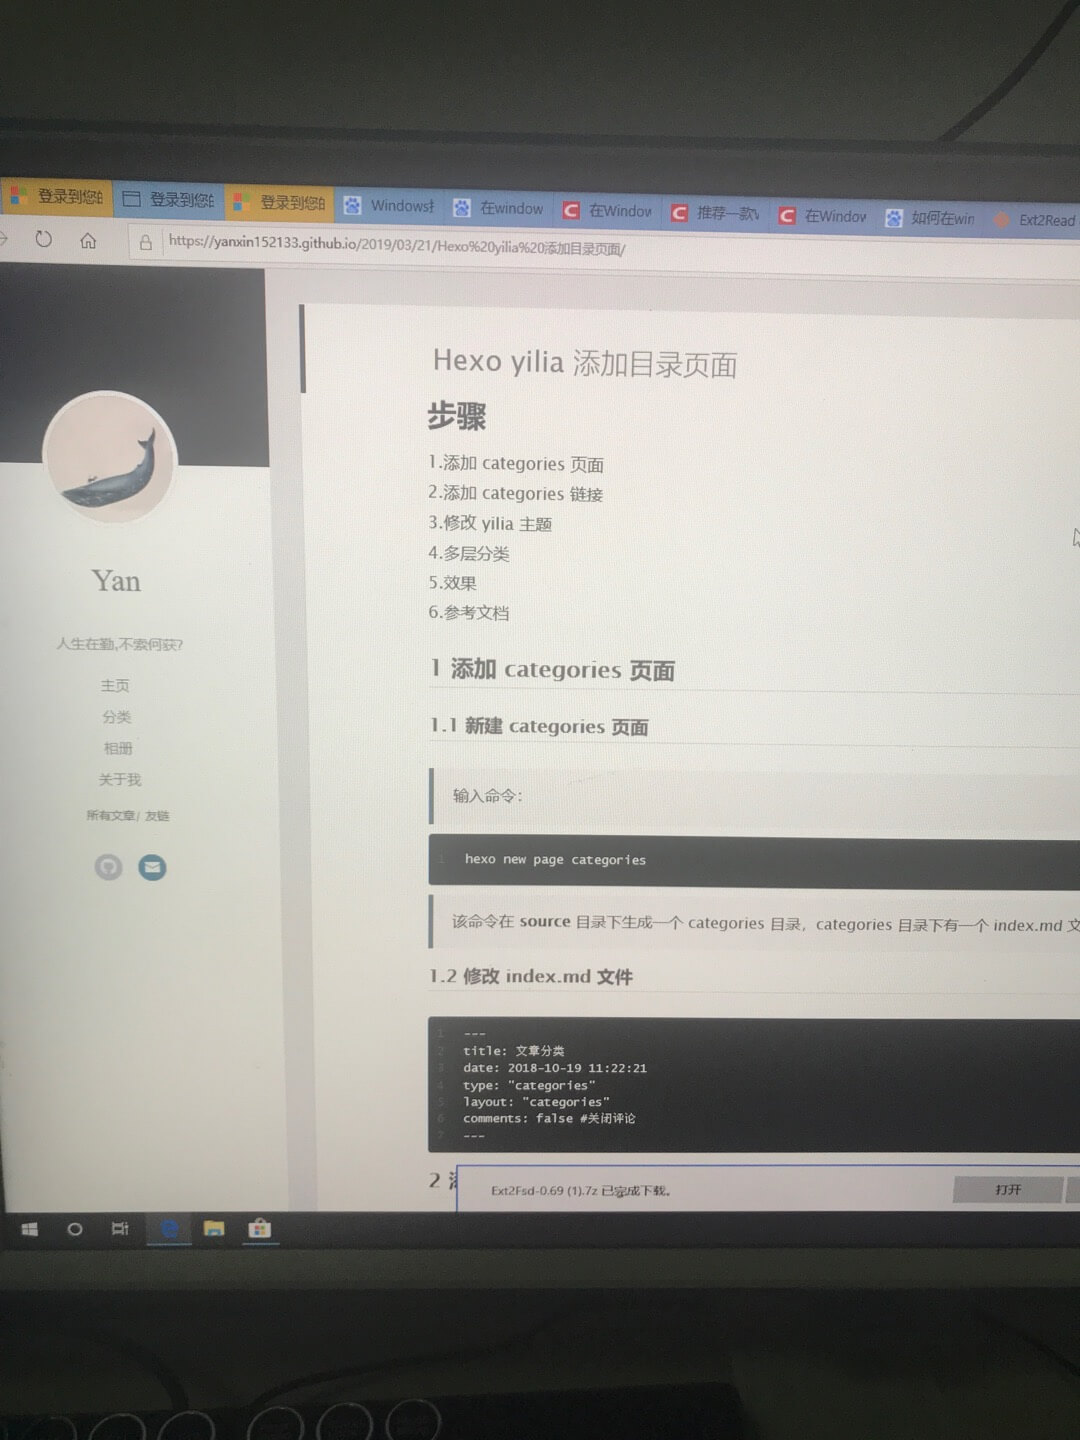 登录到您的
登录到您的
登录到您的
Windows
在window
在Window
推荐一款
在Window
如何在win
Ext2Read
https://yanxin152133.github.io/2019/03/21/Hexo%20yilia%20添加目录页面/
Hexo yilia 添加目录页面
步骤
1.添加 categories 页面
2.添加 categories 链接
3.修改 yilia 主题
4.多层分类
5.效果
6.参考文档
Yan
人生在勤,不索何获?
主页
分类
相册
关于我
所有文章/ 友链
1 添加 categories 页面
1.1 新建 categories 页面
输入命令：
1 hexo new page categories
该命令在 source 目录下生成一个 categories 目录，categories 目录下有一个 index.md 文
1.2 修改 index.md 文件
1 ---
2 title: 文章分类
3 date: 2018-10-19 11:22:21
4 type: "categories"
5 layout: "categories"
6 comments: false #关闭评论
7 ---
2
Ext2Fsd-0.69 (1).7z 已完成下载。
打开